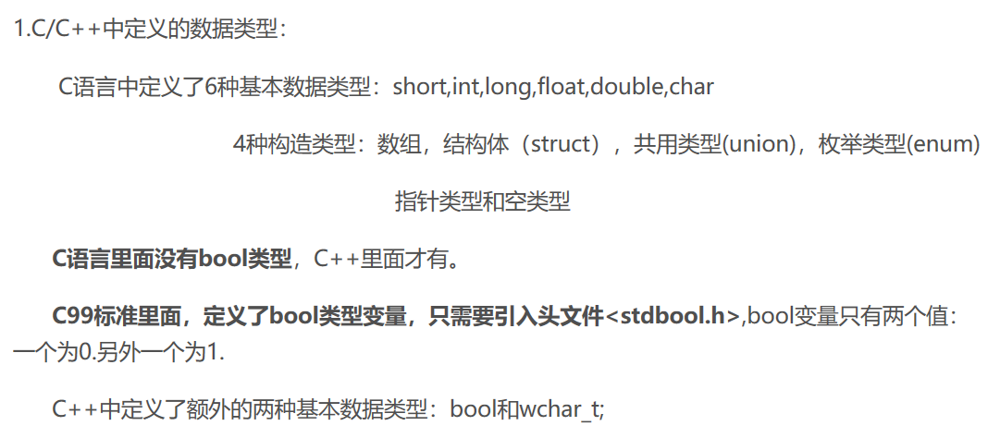 1.C/C++中定义的数据类型：
C语言中定义了6种基本数据类型：short,int,long,float,double,char
4种构造类型：数组，结构体（struct），共用类型(union)，枚举类型(enum)
指针类型和空类型
C语言里面没有bool类型，C++里面才有。
C99标准里面，定义了bool类型变量，只需要引入头文件<stdbool.h>,bool变量只有两个值：
一个为0.另外一个为1.
C++中定义了额外的两种基本数据类型：bool和wchar_t;